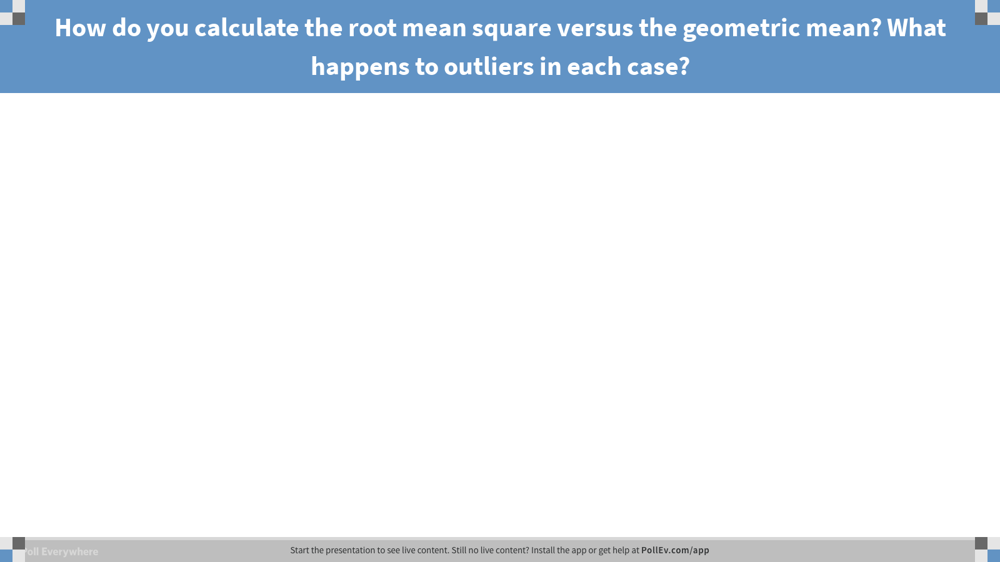 How do you calculate the root mean square versus the geometric mean? What
happens to outliers in each case?
Poll Everywhere
Start the presentation to see live content. Still no live content? Install the app or get help at PollEv.com/app